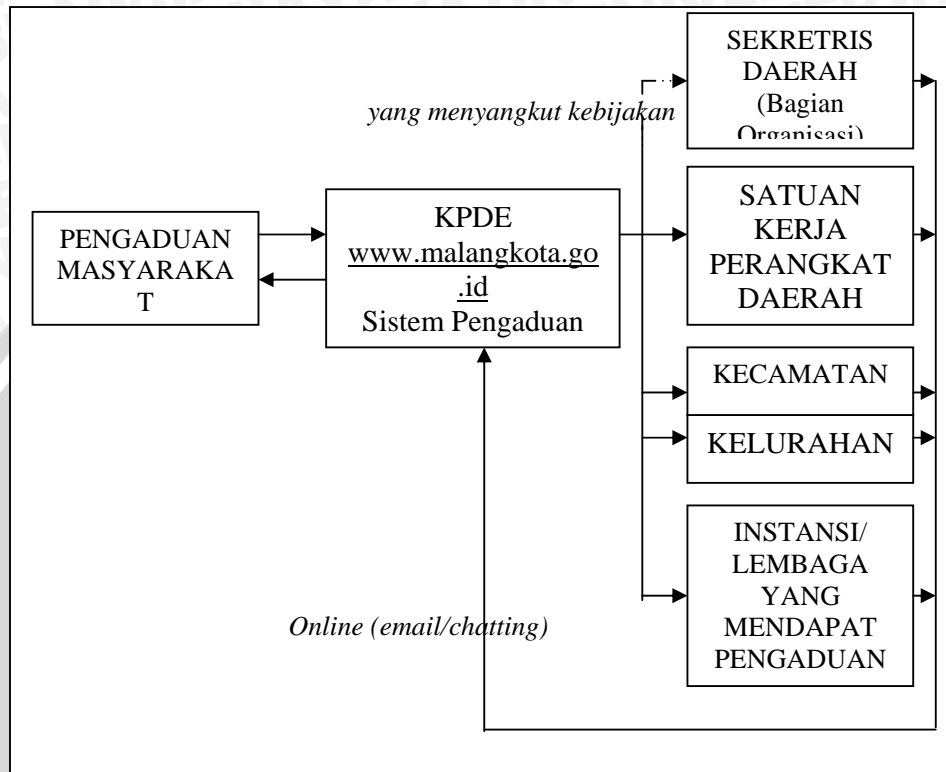 SEKRETRIS
DAERAH
(Bagian
Organisasi)
yang menyangkut kebijakan
PENGADUAN
MASYARAKA
T
KPDE
www.malangkota.go
.id
Sistem Pengaduan
SATUAN
KERJA
PERANGKAT
DAERAH
KECAMATAN
KELURAHAN
INSTANSI/
LEMBAGA
YANG
MENDAPAT
PENGADUAN
Online (email/chatting)